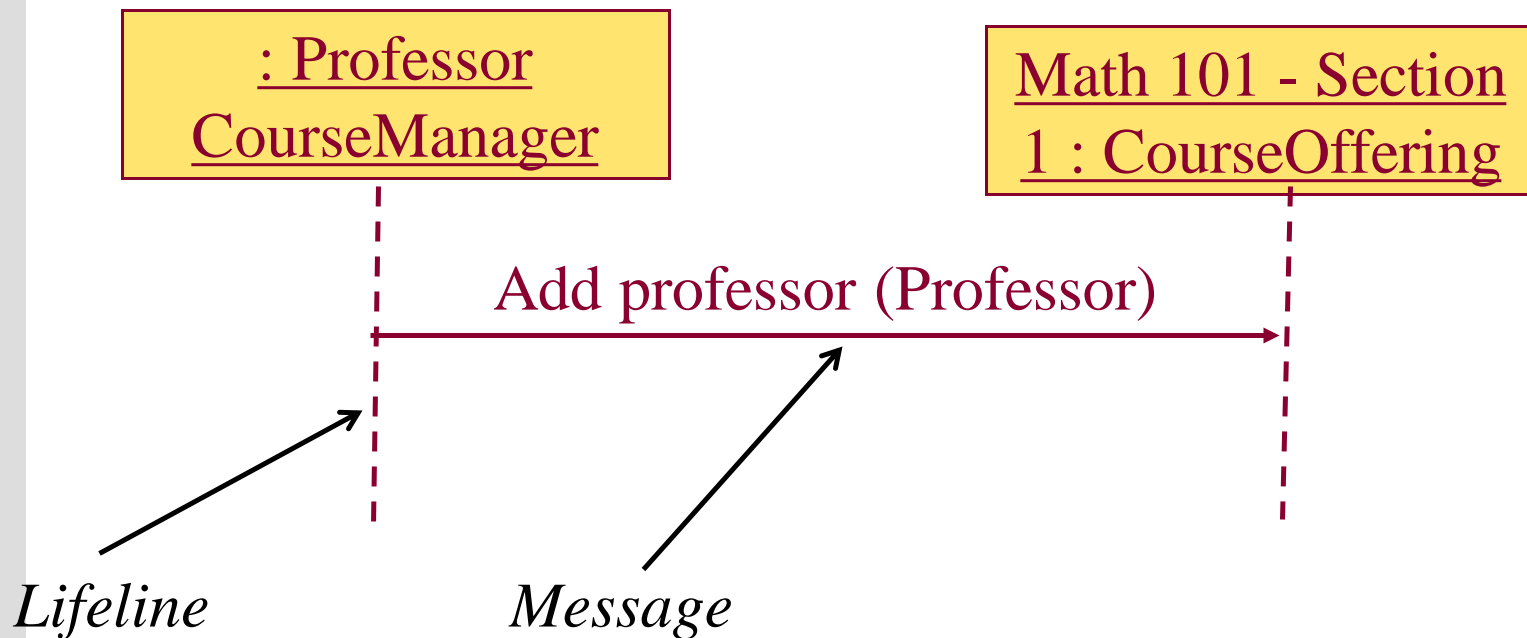 : Professor
CourseManager
Math 101 - Section
1 : CourseOffering
Add professor (Professor)
Lifeline
Message